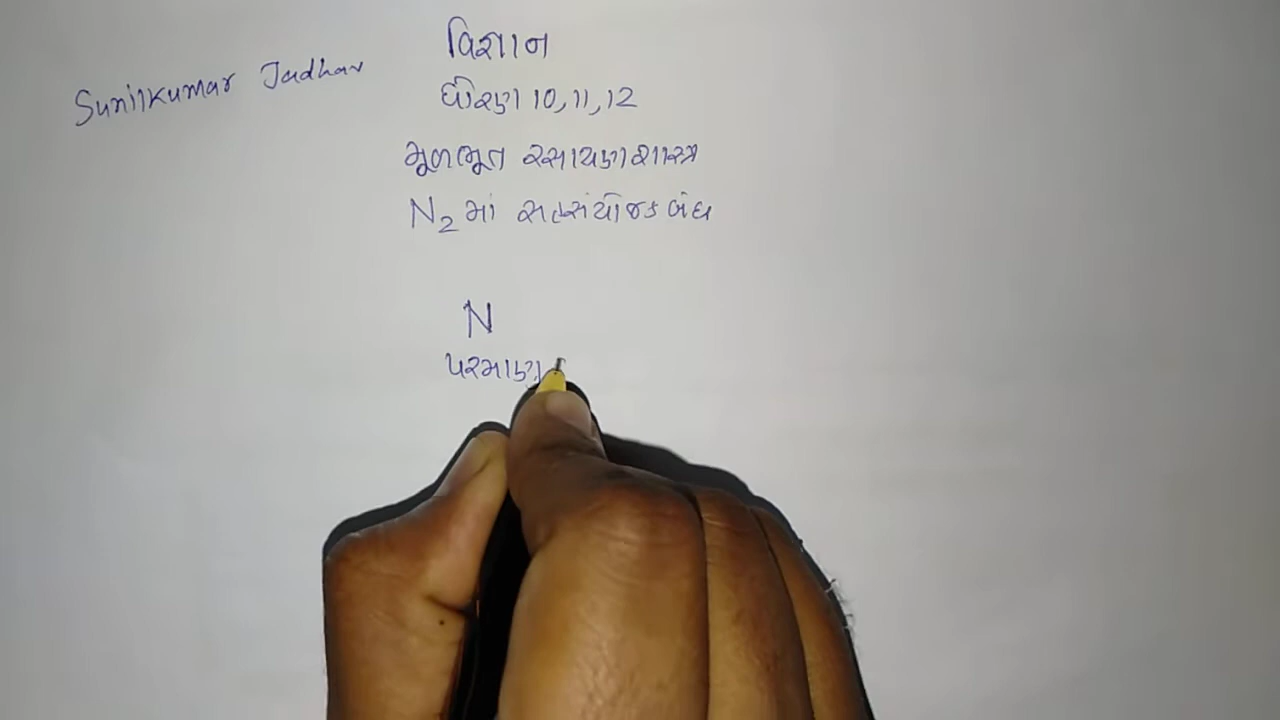 Sunilkumar Jadhav
વિજ્ઞાન
ધોરણ 10, 11, 12
મૂળભૂત રસાયણશાસ્ત્ર
N₂ માં સહસંયોજક બંધ
N
પરમાણુ